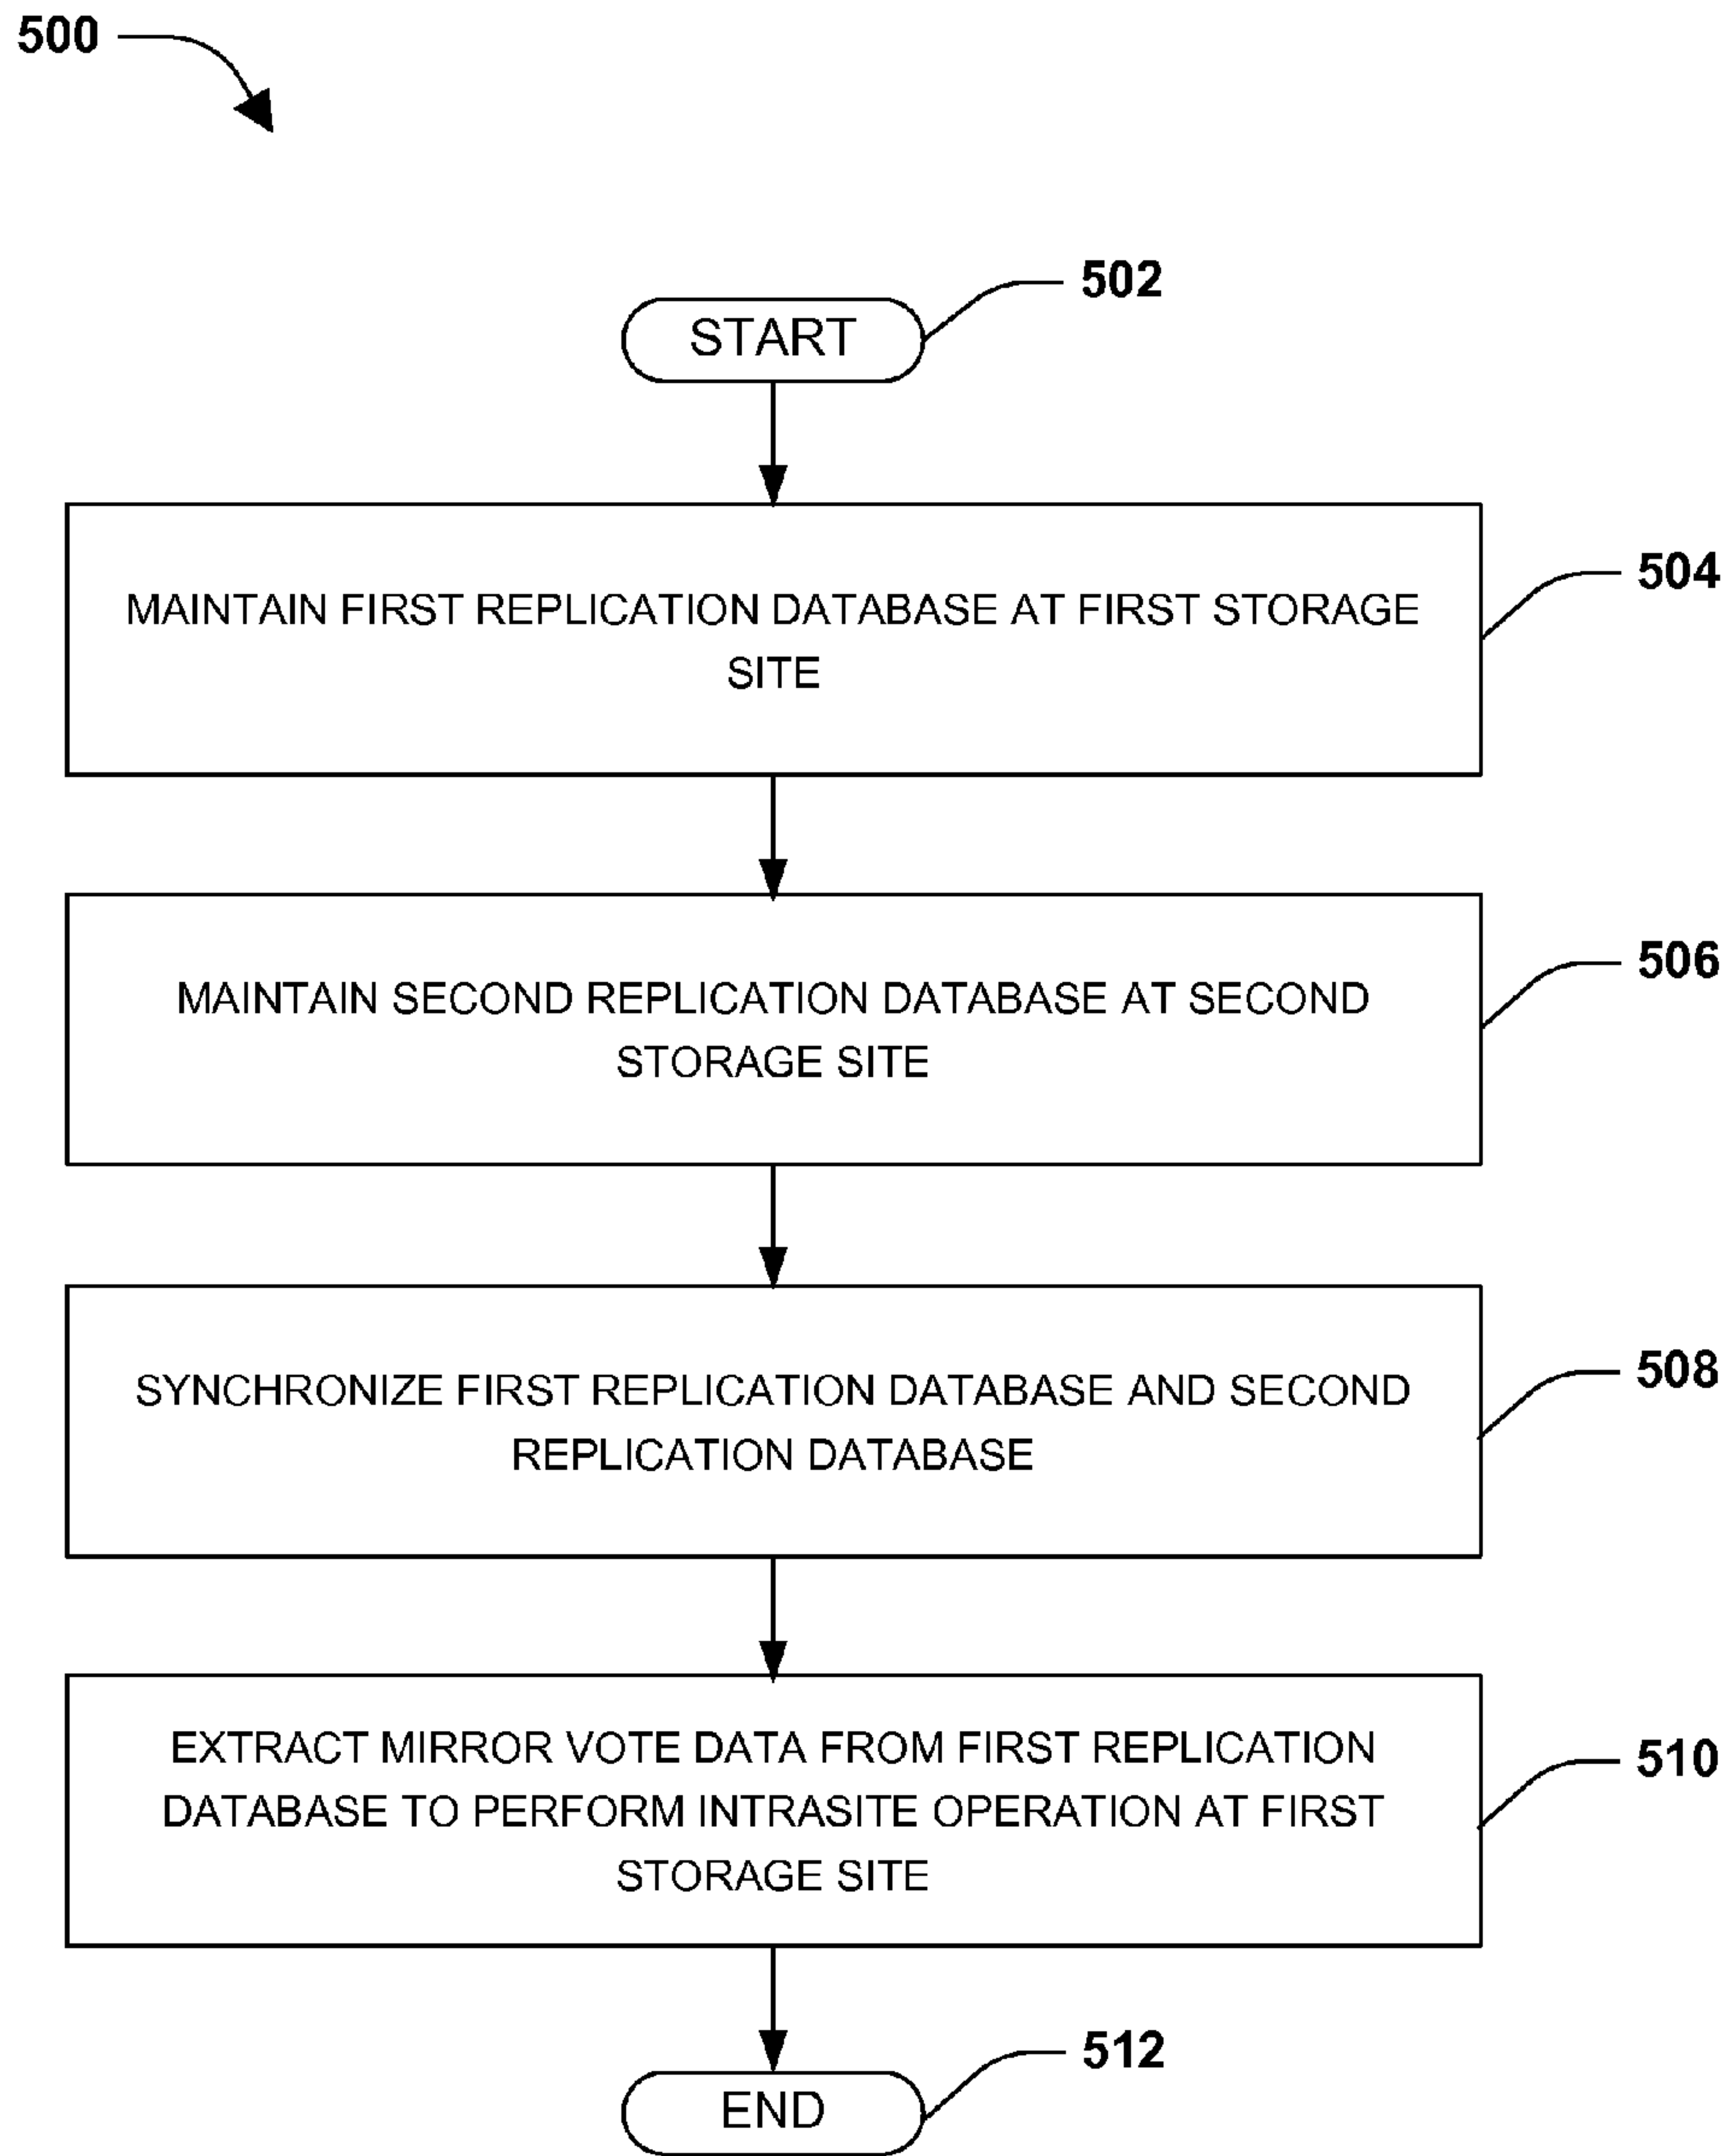 500
502
START
504
MAINTAIN FIRST REPLICATION DATABASE AT FIRST STORAGE
SITE
506
MAINTAIN SECOND REPLICATION DATABASE AT SECOND
STORAGE SITE
508
SYNCHRONIZE FIRST REPLICATION DATABASE AND SECOND
REPLICATION DATABASE
510
EXTRACT MIRROR VOTE DATA FROM FIRST REPLICATION
DATABASE TO PERFORM INTRASITE OPERATION AT FIRST
STORAGE SITE
512
END